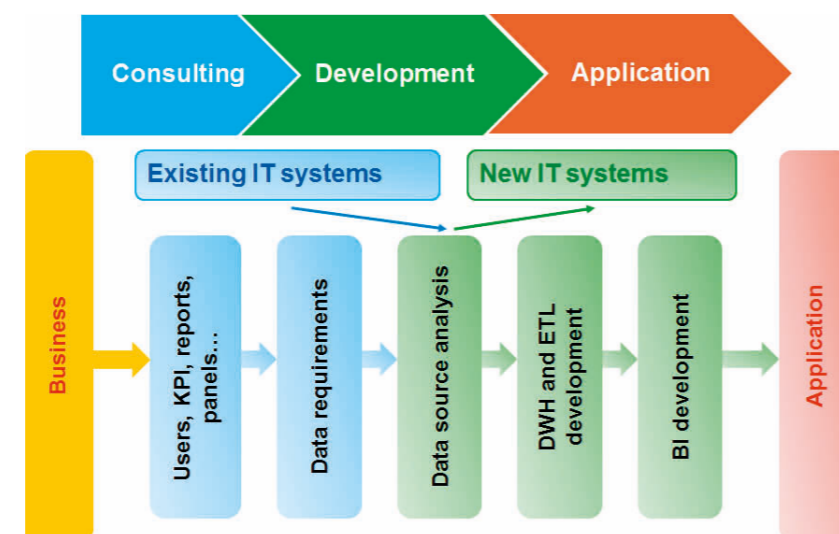 Consulting
Development
Application
Existing IT systems
New IT systems
Business
Users, KPI, reports,
panels...
Data requirements
Data source analysis
DWH and ETL
development
BI development
Application